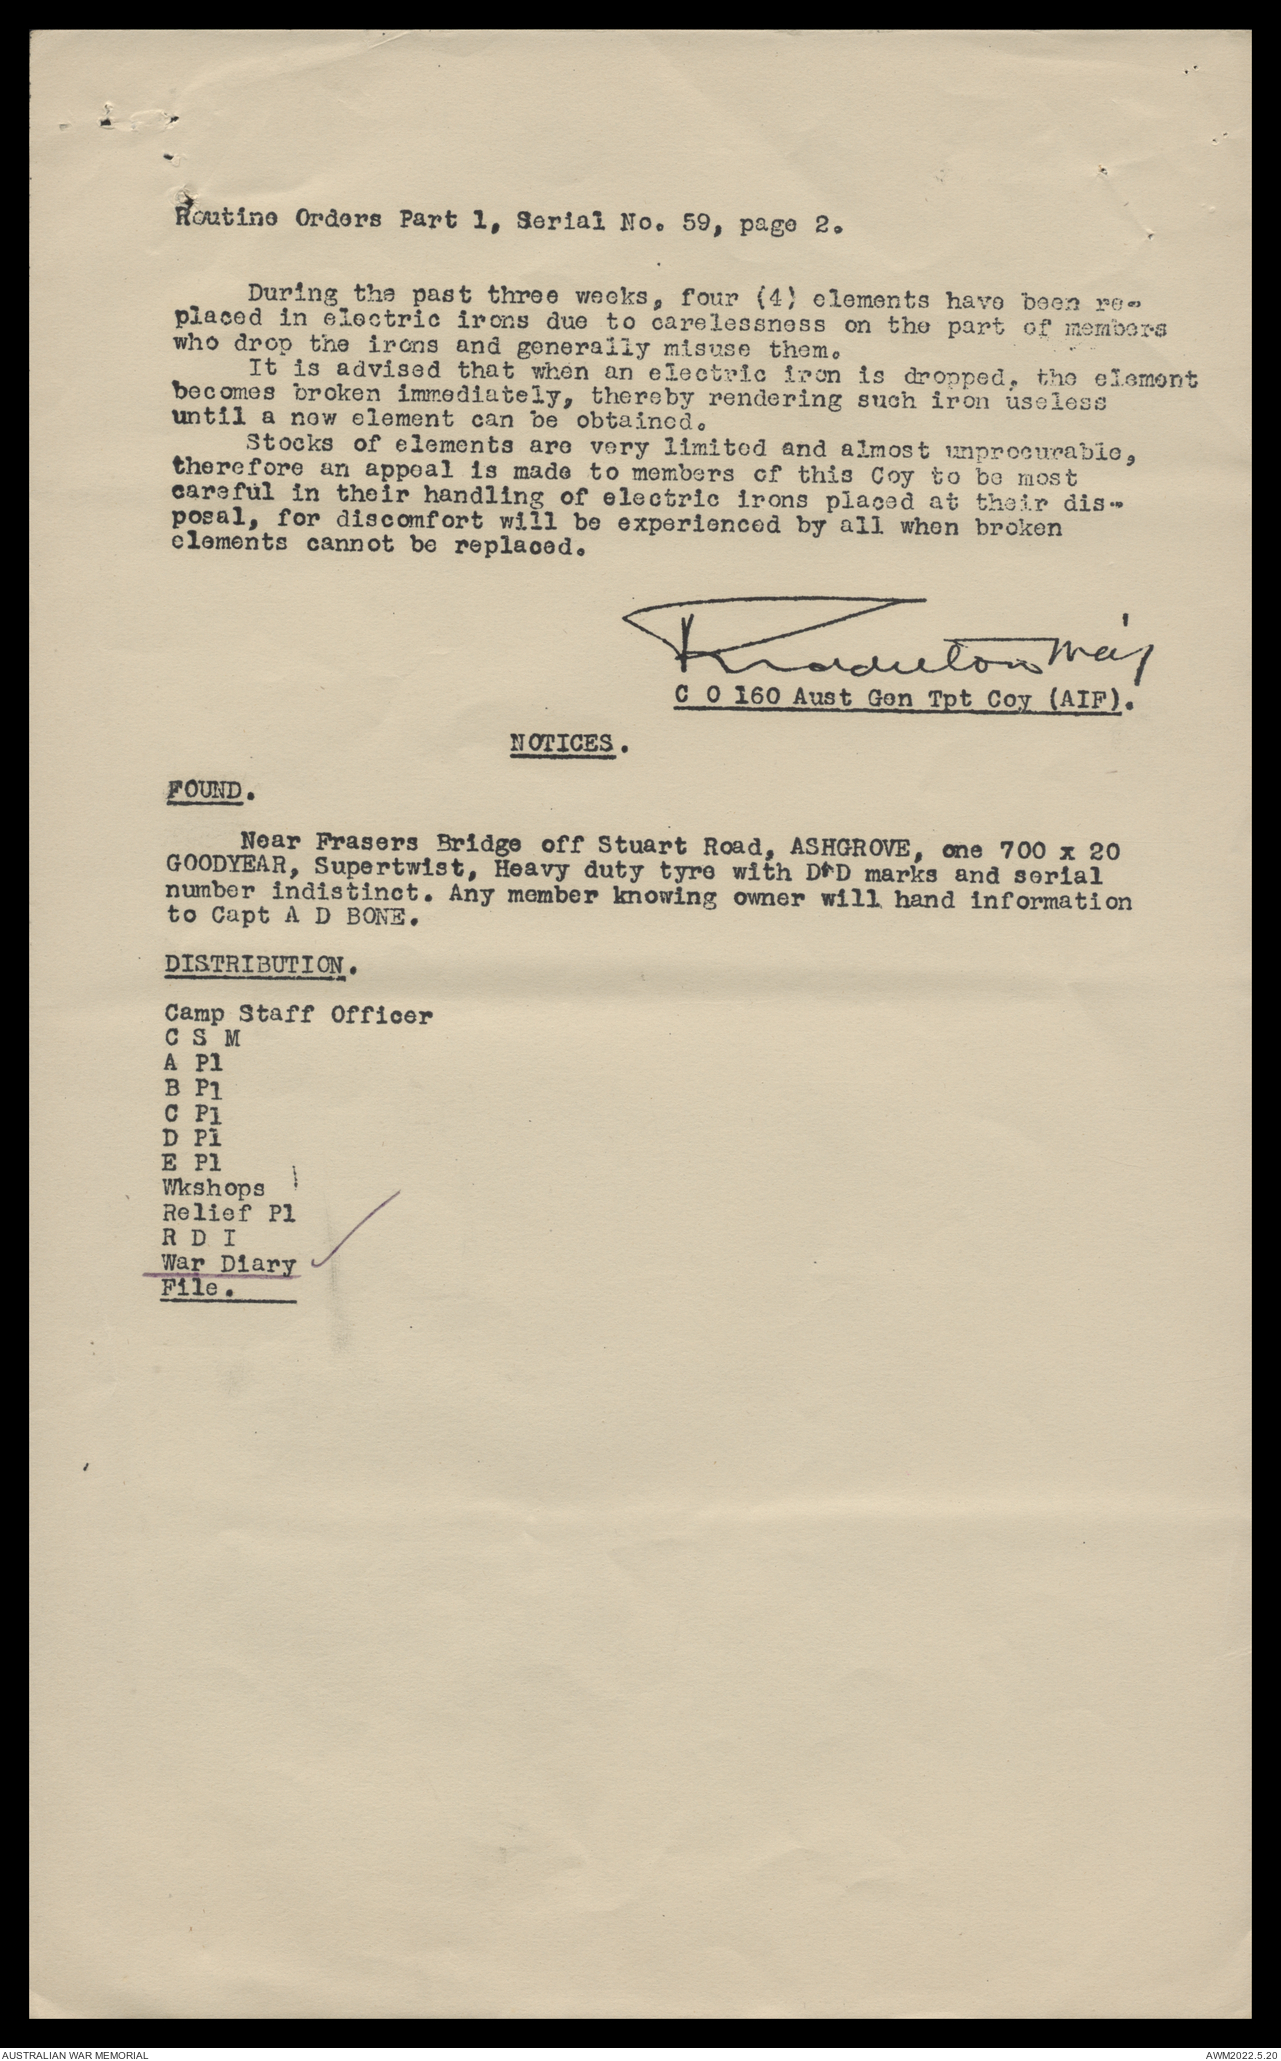 Routine Orders Part 1, Serial No. 59, page 2.
During the past three weeks, four (4) elements have been re-
placed in electric irons due to carelessness on the part of members
who drop the irons and generally misuse them.
It is advised that when an electric iron is dropped, the element
becomes broken immediately, thereby rendering such iron useless
until a new element can be obtained.
Stocks of elements are very limited and almost unprocurable,
therefore an appeal is made to members of this Coy to be most
careful in their handling of electric irons placed at their dis-
posal, for discomfort will be experienced by all when broken
elements cannot be replaced.
Maj
C O 160 Aust Gen Tpt Coy (AIF).
NOTICES.
FOUND.
Near Frasers Bridge off Stuart Road, ASHGROVE, one 700 x 20
GOODYEAR, Supertwist, Heavy duty tyre with D↑D marks and serial
number indistinct. Any member knowing owner will hand information
to Capt A D BONE.
DISTRIBUTION.
Camp Staff Officer
C S M
A Pl
B Pl
C Pl
D Pl
E Pl
Wkshops
Relief Pl
R D I
War Diary
File.
AUSTRALIAN WAR MEMORIAL
AWM2022.5.20